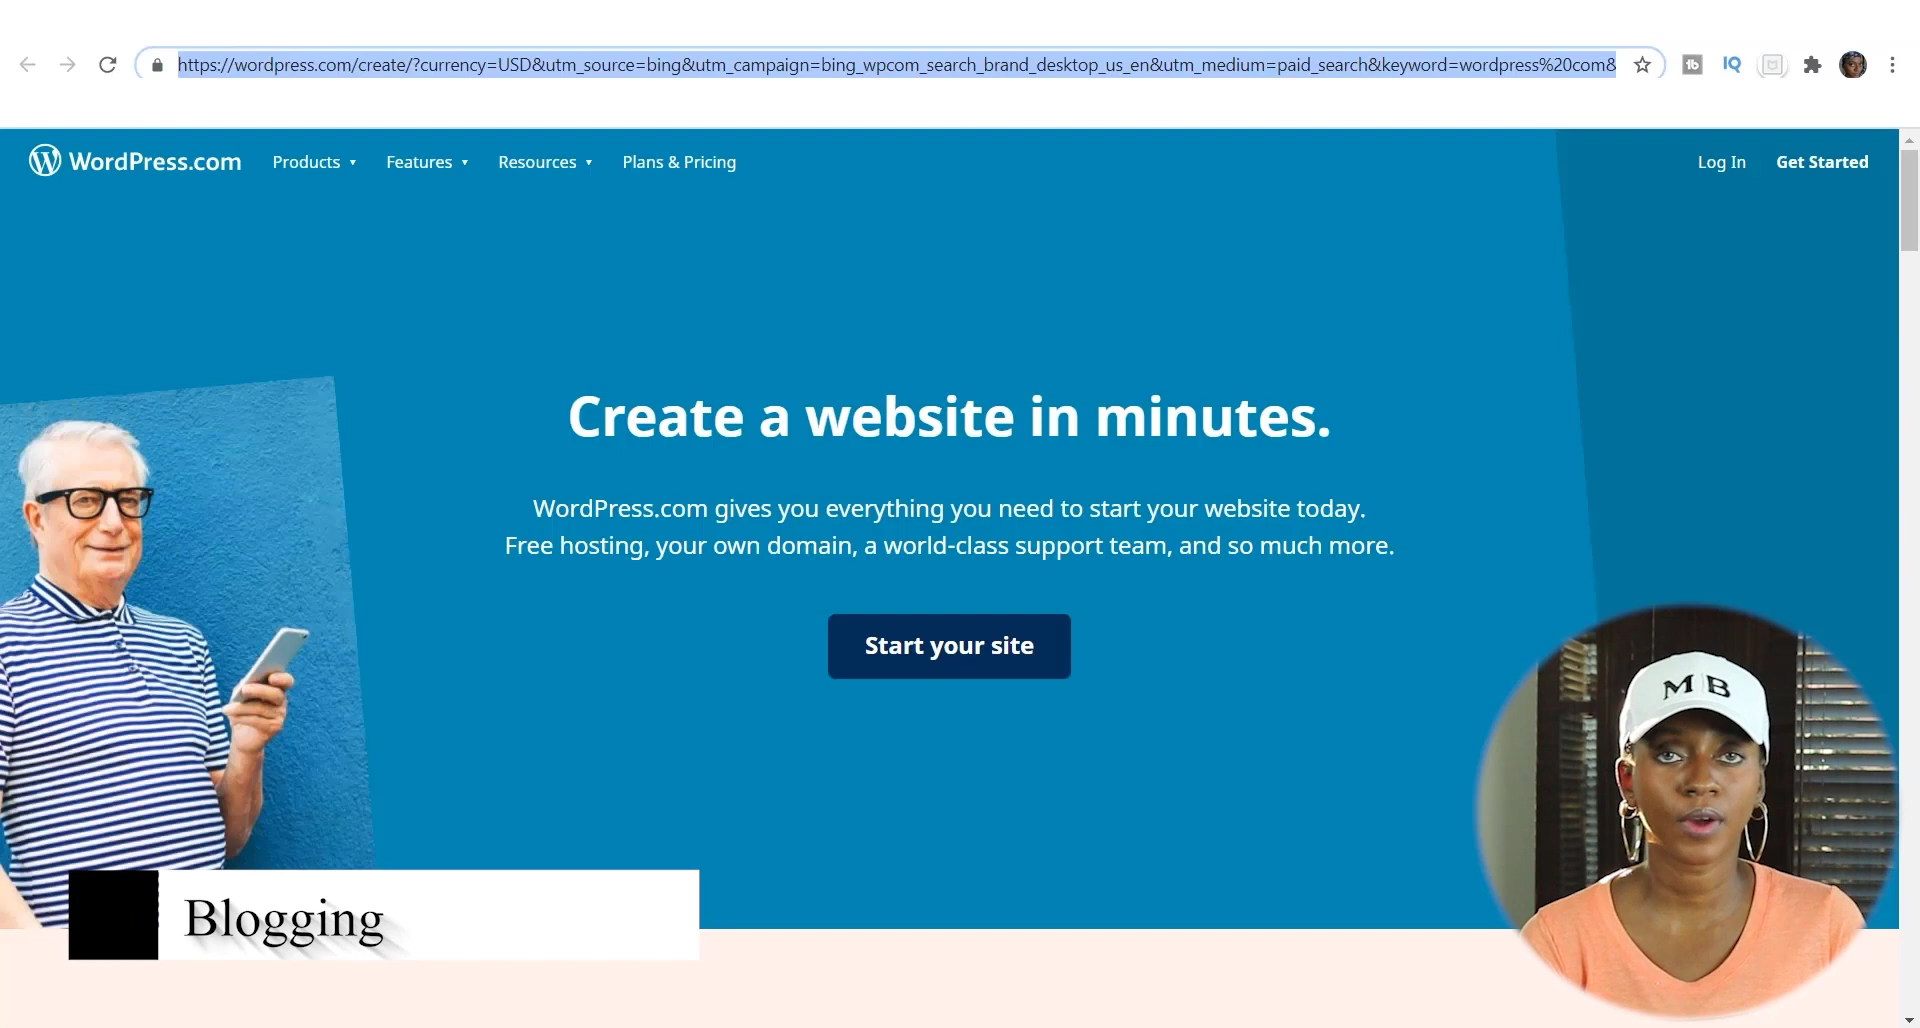 https://wordpress.com/create/?currency=USD&utm_source=bing&utm_campaign=bing_wpcom_search_brand_desktop_us_en&utm_medium=paid_search&keyword=wordpress%20com&
tb
IQ
W WordPress.com
Products
Features
Resources
Plans & Pricing
Log In
Get Started
Create a website in minutes.
WordPress.com gives you everything you need to start your website today.
Free hosting, your own domain, a world-class support team, and so much more.
Start your site
M B
Blogging